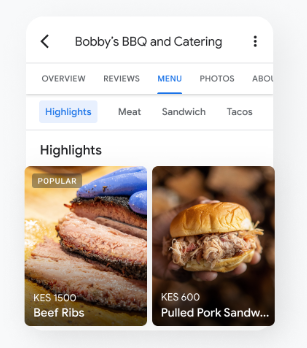 Bobby's BBQ and Catering
OVERVIEW REVIEWS MENU PHOTOS ABOU
Highlights Meat Sandwich Tacos
Highlights
POPULAR
KES 1500 KES 600
Beef Ribs Pulled Pork Sandw...